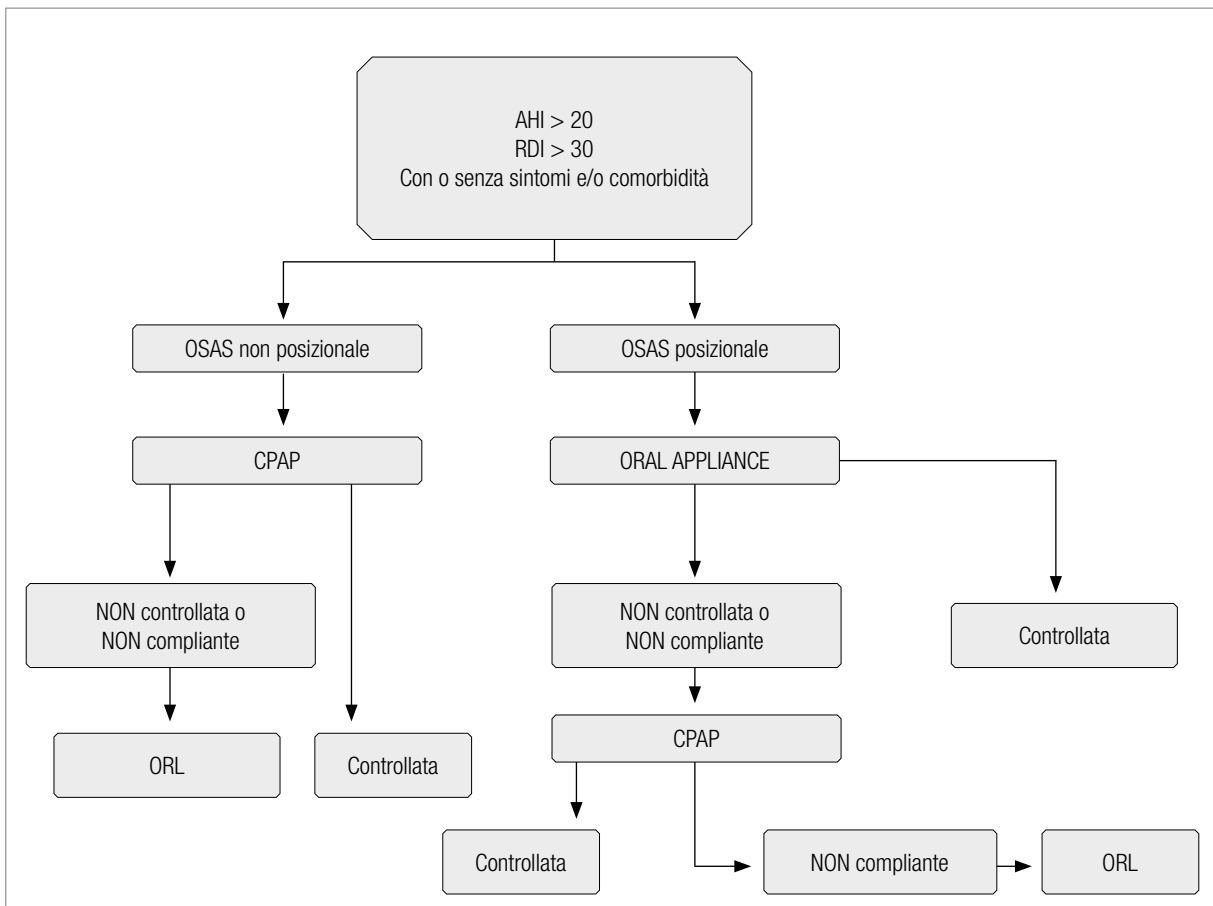 AHI > 20
RDI > 30
Con o senza sintomi e/o comorbidità
OSAS non posizionale
OSAS posizionale
CPAP
ORAL APPLIANCE
NON controllata o
NON compliante
NON controllata o
NON compliante
Controllata
ORL
Controllata
CPAP
Controllata
NON compliante
ORL